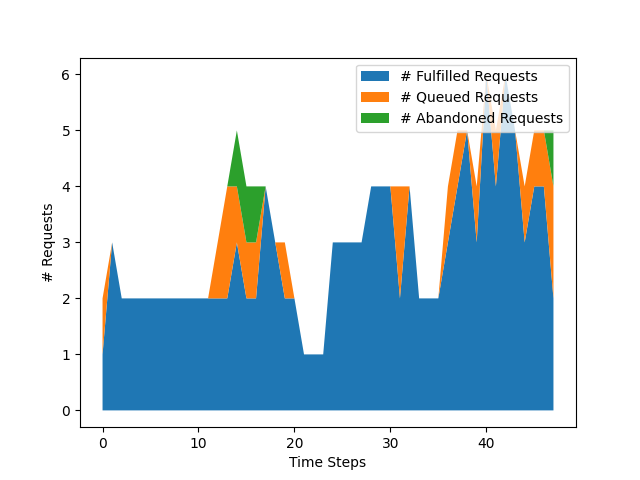 # Fulfilled Requests
# Queued Requests
# Abandoned Requests
6
5
4
3
2
1
0
# Requests
0 10 20 30 40
Time Steps